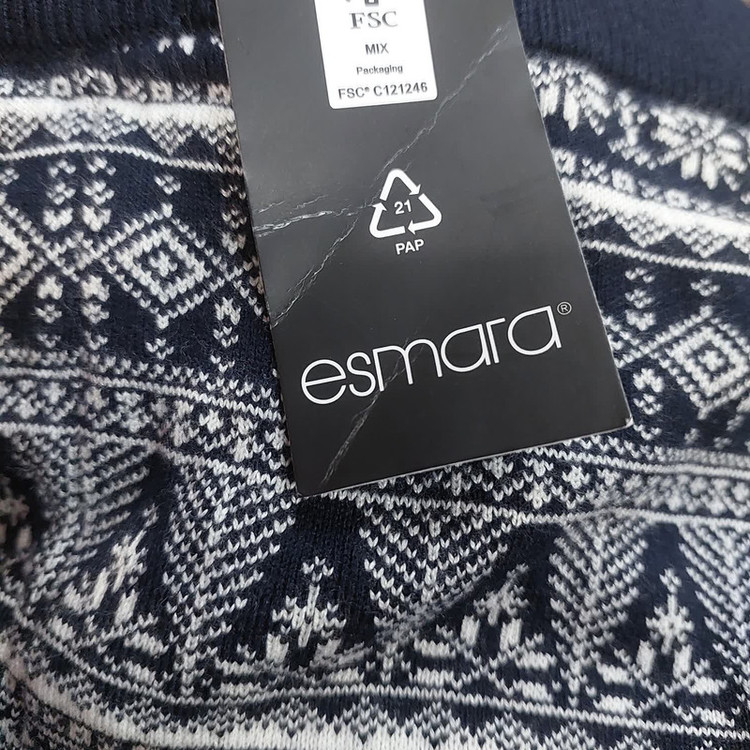 FSC
MIX
Packaging
FSC® C121246
21
PAP
esmara®